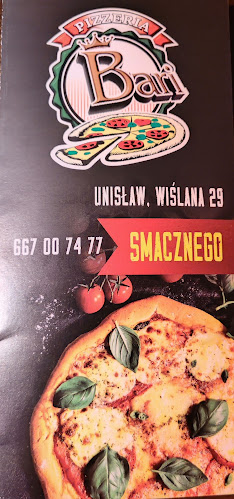 PIZZERIA
Bari
UNISŁAW, WIŚLANA 29
667 00 74 77
SMACZNEGO